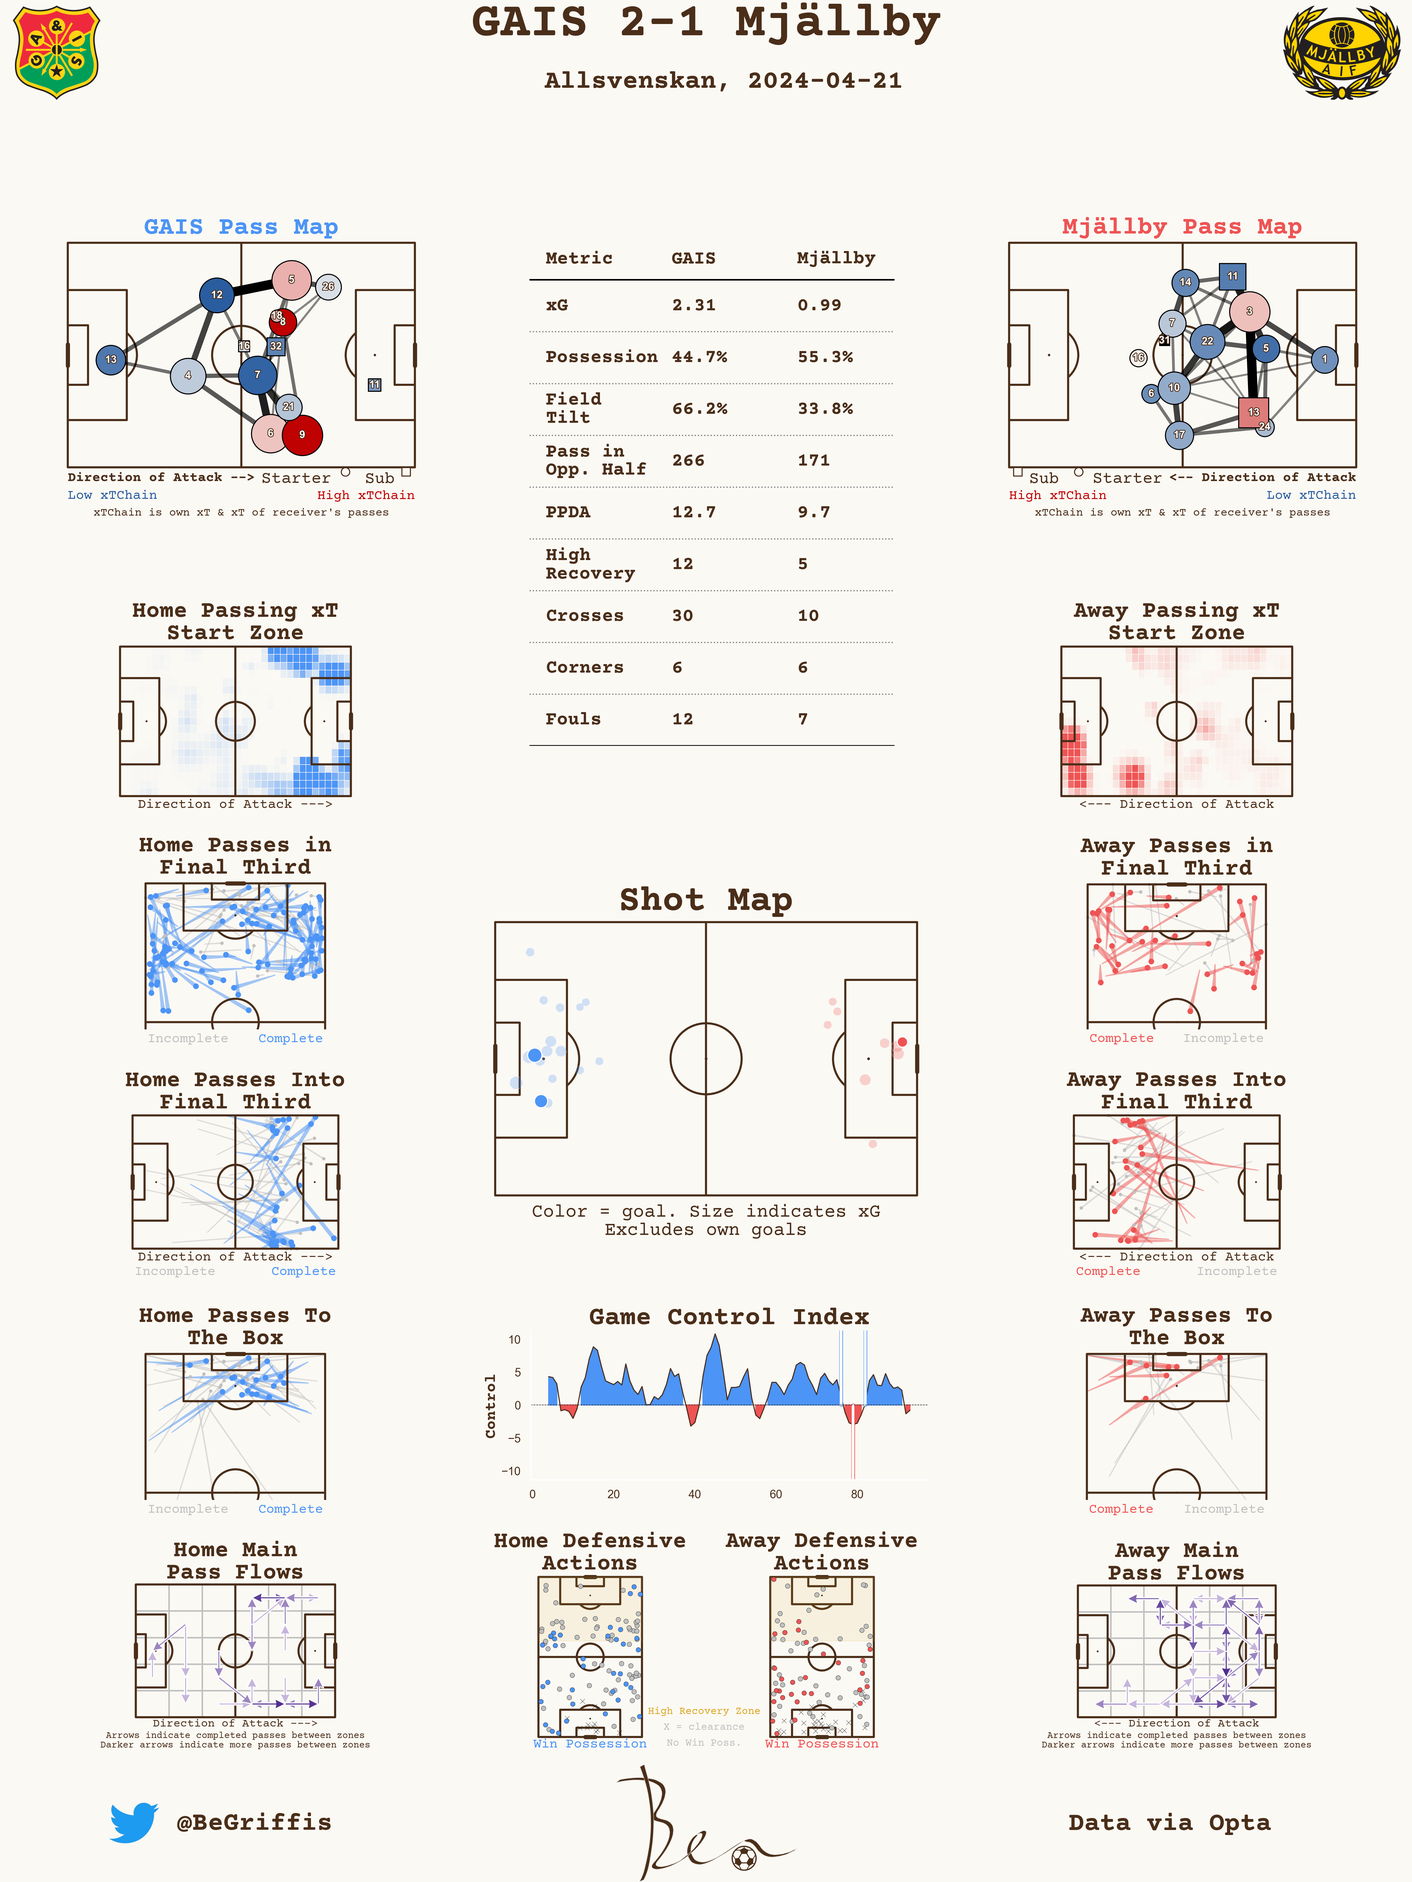 GAIS 2-1 Mjällby
Allsvenskan, 2024-04-21
GAIS
MJÄLLBY
AIF
GAIS Pass Map
12
5
26
18
8
16
32
13
4
7
11
21
6
9
Direction of Attack --> Starter Sub
Low xTChain High xTChain
xTChain is own xT & xT of receiver's passes
Metric GAIS Mjällby
xG 2.31 0.99
Possession 44.7% 55.3%
Field
Tilt 66.2% 33.8%
Pass in
Opp. Half 266 171
PPDA 12.7 9.7
High
Recovery 12 5
Crosses 30 10
Corners 6 6
Fouls 12 7
Mjällby Pass Map
14
11
3
7
31
22
5
16
1
6
10
13
17
24
Sub Starter <-- Direction of Attack
High xTChain Low xTChain
xTChain is own xT & xT of receiver's passes
Home Passing xT
Start Zone
Direction of Attack --->
Away Passing xT
Start Zone
<--- Direction of Attack
Home Passes in
Final Third
Incomplete Complete
Away Passes in
Final Third
Complete Incomplete
Shot Map
Color = goal. Size indicates xG
Excludes own goals
Home Passes Into
Final Third
Direction of Attack --->
Incomplete Complete
Away Passes Into
Final Third
<--- Direction of Attack
Complete Incomplete
Home Passes To
The Box
Incomplete Complete
Game Control Index
Control
10
5
0
−5
−10
0 20 40 60 80
Away Passes To
The Box
Complete Incomplete
Home Main
Pass Flows
Direction of Attack --->
Arrows indicate completed passes between zones
Darker arrows indicate more passes between zones
Home Defensive
Actions
Win Possession
Away Defensive
Actions
Win Possession
High Recovery Zone
X = clearance
No Win Poss.
Away Main
Pass Flows
<--- Direction of Attack
Arrows indicate completed passes between zones
Darker arrows indicate more passes between zones
@BeGriffis
Ben
Data via Opta